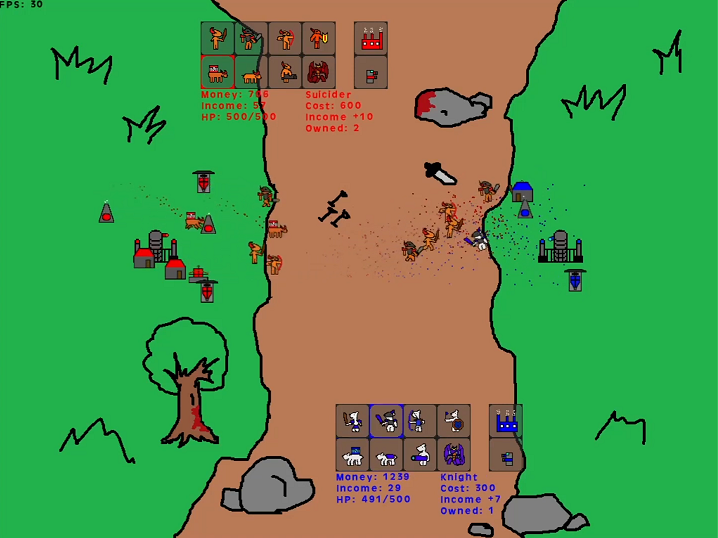 FPS: 30
Money: 766
Income: 57
HP: 500/500
Suicider
Cost: 600
Income +10
Owned: 2
Money: 1239
Income: 29
HP: 491/500
Knight
Cost: 300
Income +7
Owned: 1